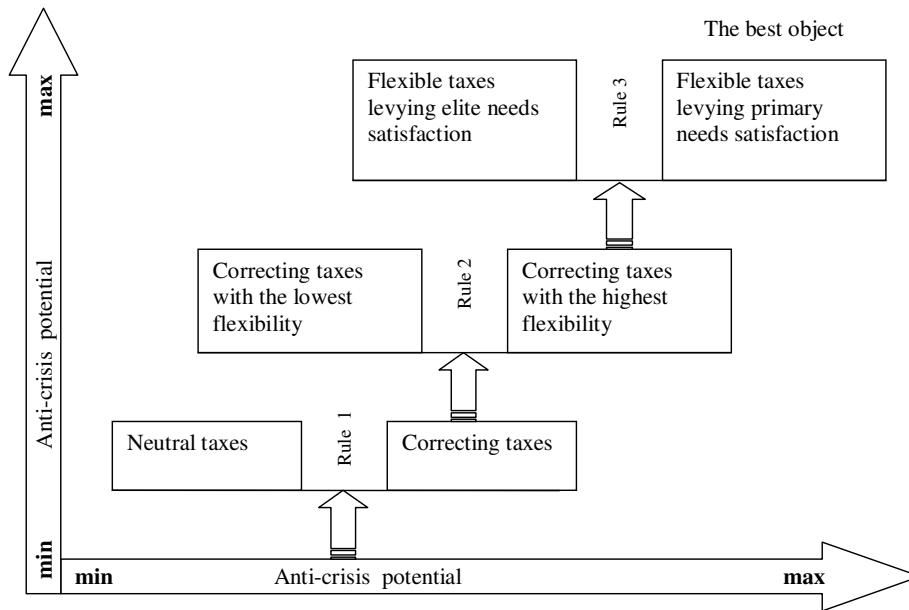 The best object
max
Flexible taxes
levying elite needs
satisfaction
Rule 3
Flexible taxes
levying primary
needs satisfaction
Correcting taxes
with the lowest
flexibility
Rule 2
Correcting taxes
with the highest
flexibility
Anti-crisis potential
Neutral taxes
Rule 1
Correcting taxes
min
min
Anti-crisis potential
max